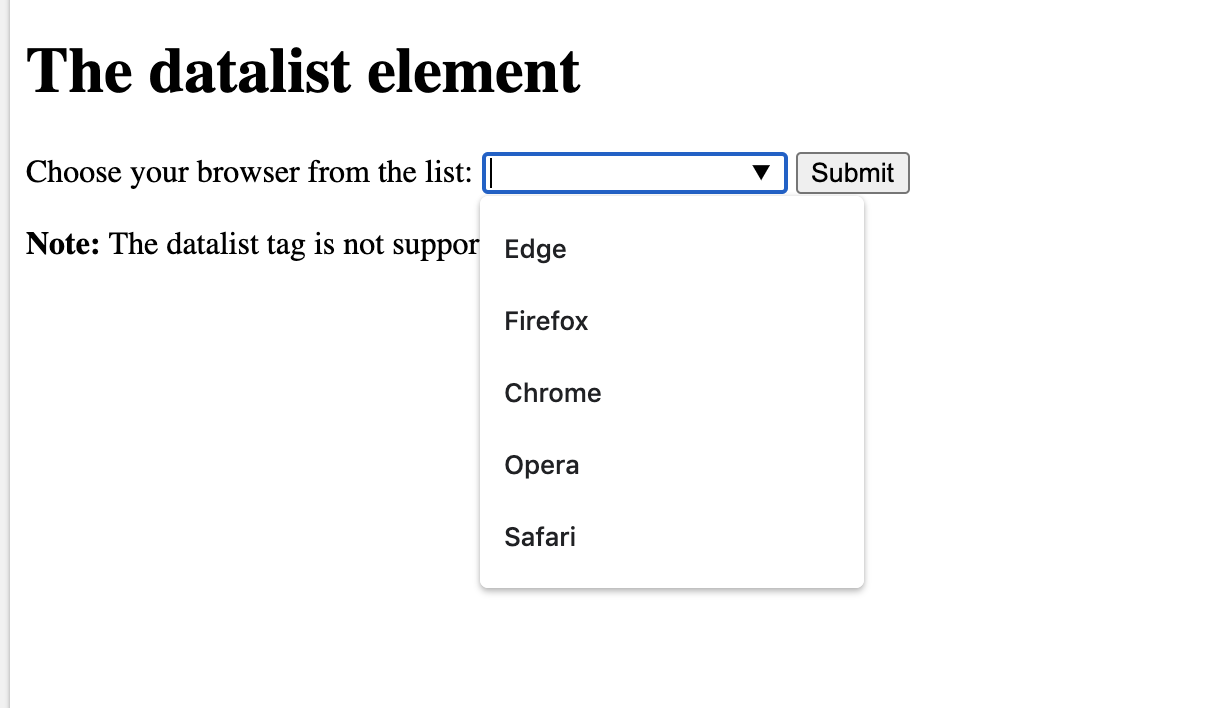 The datalist element
Choose your browser from the list: ▼ Submit
Note: The datalist tag is not suppor
Edge
Firefox
Chrome
Opera
Safari